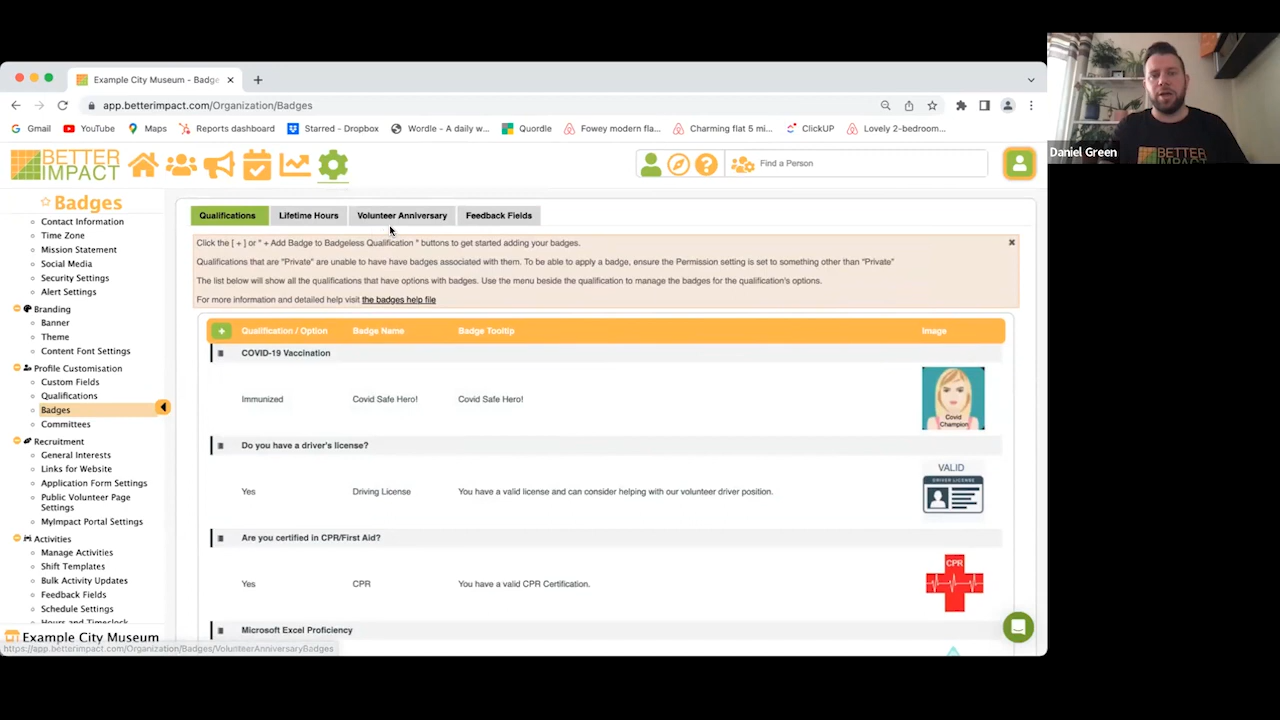 Example City Museum - Badge
app.betterimpact.com/Organization/Badges
Gmail
YouTube
Maps
Reports dashboard
Starred - Dropbox
Wordle - A daily w...
Quordle
Fowey modern fla...
Charming flat 5 mi...
ClickUP
Lovely 2-bedroom...
BETTER
IMPACT
Find a Person
Daniel Green
BETTER
IMPACT
Badges
Contact Information
Time Zone
Mission Statement
Social Media
Security Settings
Alert Settings
Branding
Banner
Theme
Content Font Settings
Profile Customisation
Custom Fields
Qualifications
Badges
Committees
Recruitment
General Interests
Links for Website
Application Form Settings
Public Volunteer Page
Settings
MyImpact Portal Settings
Activities
Manage Activities
Shift Templates
Bulk Activity Updates
Feedback Fields
Schedule Settings
Hours and Timeclock
Example City Museum
https://app.betterimpact.com/Organization/Badges/VolunteerAnniversaryBadges
Qualifications
Lifetime Hours
Volunteer Anniversary
Feedback Fields
Click the [ + ] or " + Add Badge to Badgeless Qualification " buttons to get started adding your badges.
Qualifications that are "Private" are unable to have have badges associated with them. To be able to apply a badge, ensure the Permission setting is set to something other than "Private"
The list below will show all the qualifications that have options with badges. Use the menu beside the qualification to manage the badges for the qualification's options.
For more information and detailed help visit the badges help file
Qualification / Option
Badge Name
Badge Tooltip
Image
COVID-19 Vaccination
Immunized
Covid Safe Hero!
Covid Safe Hero!
Covid
Champion
Do you have a driver's license?
Yes
Driving License
You have a valid license and can consider helping with our volunteer driver position.
VALID
DRIVER LICENSE
Are you certified in CPR/First Aid?
Yes
CPR
You have a valid CPR Certification.
CPR
Microsoft Excel Proficiency